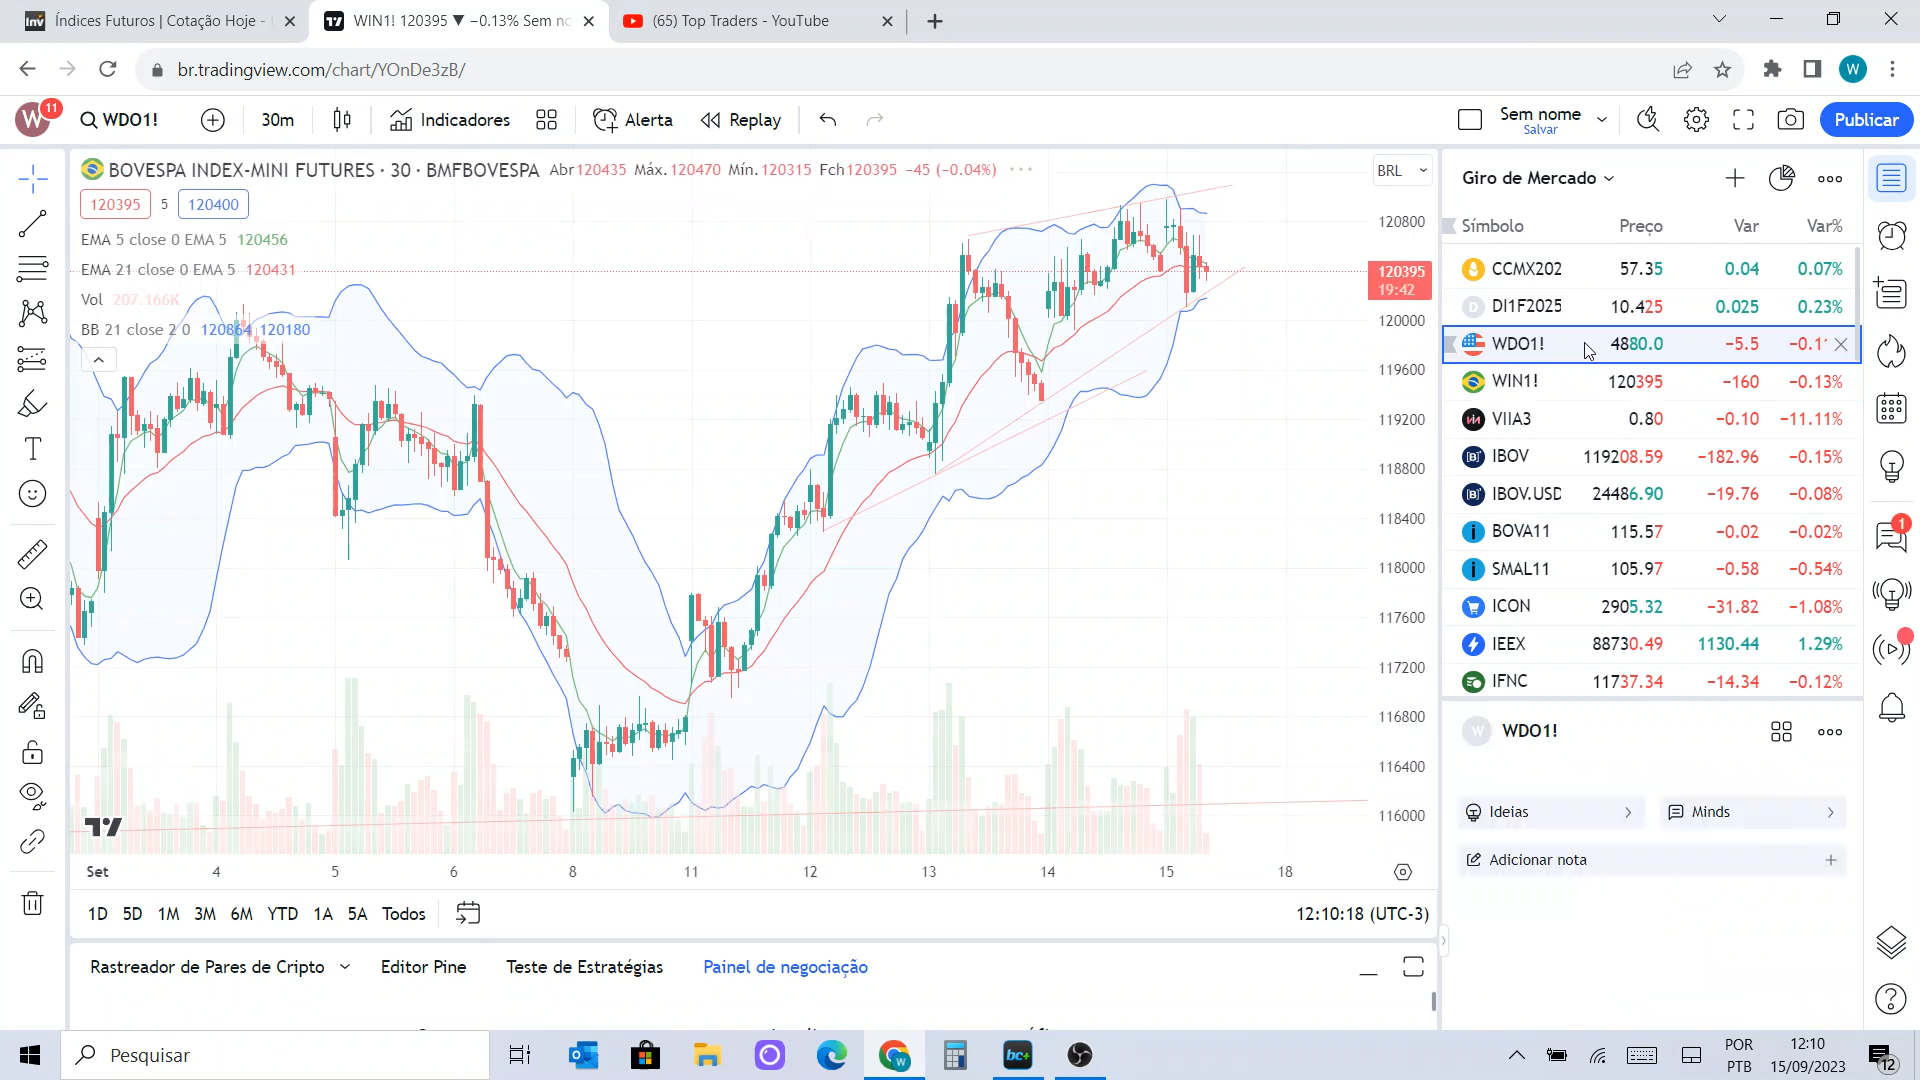 Índices Futuros | Cotação Hoje -
WIN1! 120395 ▼ −0.13% Sem no
(65) Top Traders - YouTube
br.tradingview.com/chart/YOnDe3zB/
W
W
11
WDO1!
30m
Indicadores
Alerta
Replay
Sem nome
Salvar
Publicar
BOVESPA INDEX-MINI FUTURES · 30 · BMFBOVESPA Abr120435 Máx.120470 Mín.120315 Fch120395 −45 (−0.04%)
BRL
120395 5 120400
EMA 5 close 0 EMA 5 120456
EMA 21 close 0 EMA 5 120431
Vol 207.166K
BB 21 close 2 0 120864 120180
120800
120395
19:42
120000
119600
119200
118800
118400
118000
117600
117200
116800
116400
116000
Set 4 5 6 8 11 12 13 14 15 18
1D 5D 1M 3M 6M YTD 1A 5A Todos
12:10:18 (UTC-3)
Rastreador de Pares de Cripto
Editor Pine
Teste de Estratégias
Painel de negociação
Giro de Mercado
Símbolo Preço Var Var%
CCMX202 57.35 0.04 0.07%
DI1F2025 10.425 0.025 0.23%
WDO1! 4880.0 −5.5 −0.1
WIN1! 120395 −160 −0.13%
VIIA3 0.80 −0.10 −11.11%
IBOV 119208.59 −182.96 −0.15%
IBOV.USD 24486.90 −19.76 −0.08%
BOVA11 115.57 −0.02 −0.02%
SMAL11 105.97 −0.58 −0.54%
ICON 2905.32 −31.82 −1.08%
IEEX 88730.49 1130.44 1.29%
IFNC 11737.34 −14.34 −0.12%
W WDO1!
Ideias
Minds
Adicionar nota
1
Pesquisar
POR
PTB
12:10
15/09/2023
12